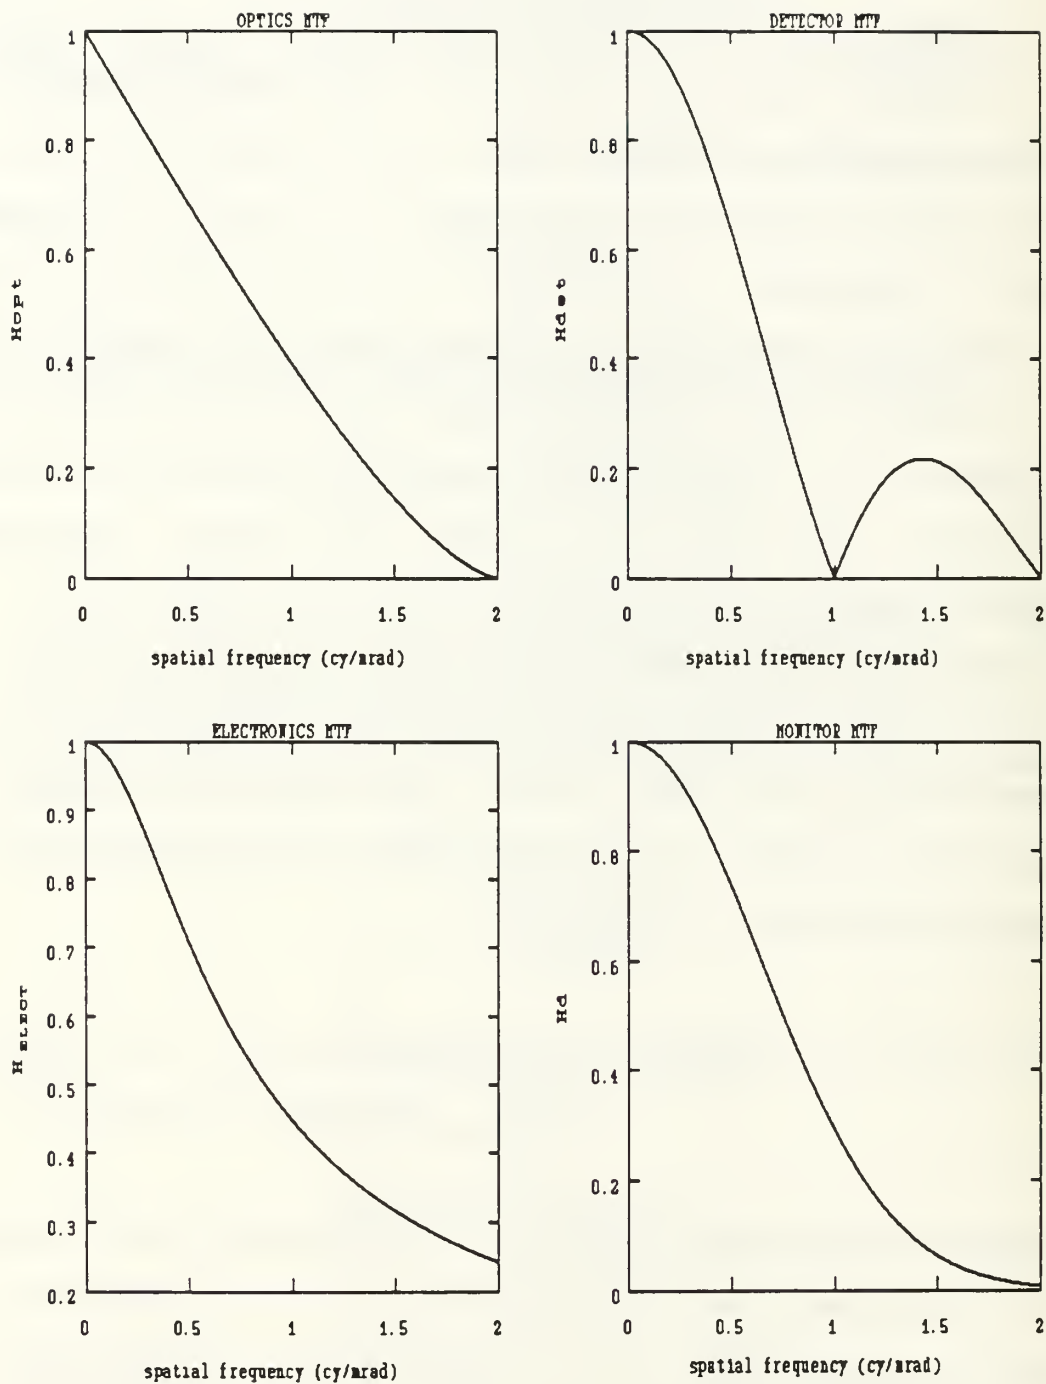 OPTICS MTF
1
0.8
0.6
0.4
0.2
0
Hopt
0 0.5 1 1.5 2
spatial frequency (cy/mrad)
DETECTOR MTF
1
0.8
0.6
0.4
0.2
0
Hdet
0 0.5 1 1.5 2
spatial frequency (cy/mrad)
ELECTRONICS MTF
1
0.9
0.8
0.7
0.6
0.5
0.4
0.3
0.2
H ELECT
0 0.5 1 1.5 2
spatial frequency (cy/mrad)
MONITOR MTF
1
0.8
0.6
0.4
0.2
0
Hd
0 0.5 1 1.5 2
spatial frequency (cy/mrad)